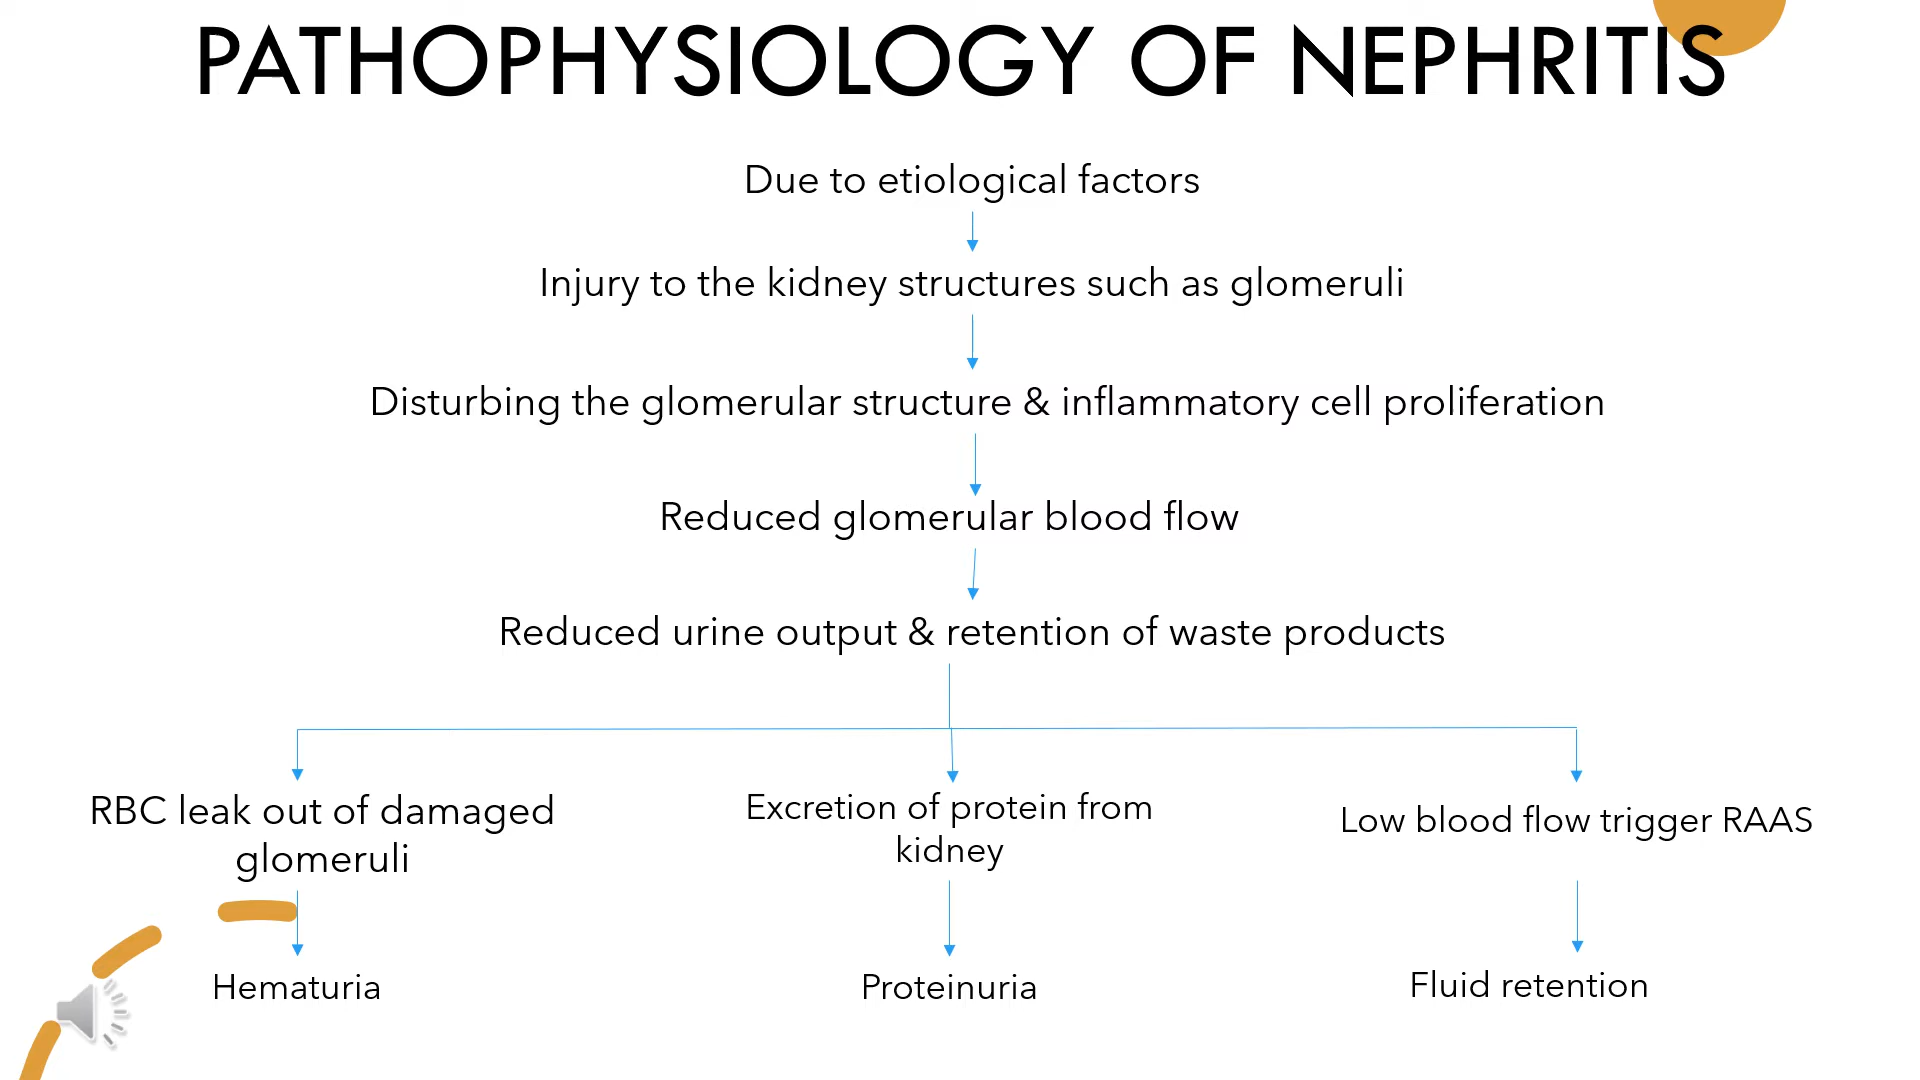 PATHOPHYSIOLOGY OF NEPHRITIS
Due to etiological factors
Injury to the kidney structures such as glomeruli
Disturbing the glomerular structure & inflammatory cell proliferation
Reduced glomerular blood flow
Reduced urine output & retention of waste products
RBC leak out of damaged
glomeruli
Excretion of protein from
kidney
Low blood flow trigger RAAS
Hematuria
Proteinuria
Fluid retention